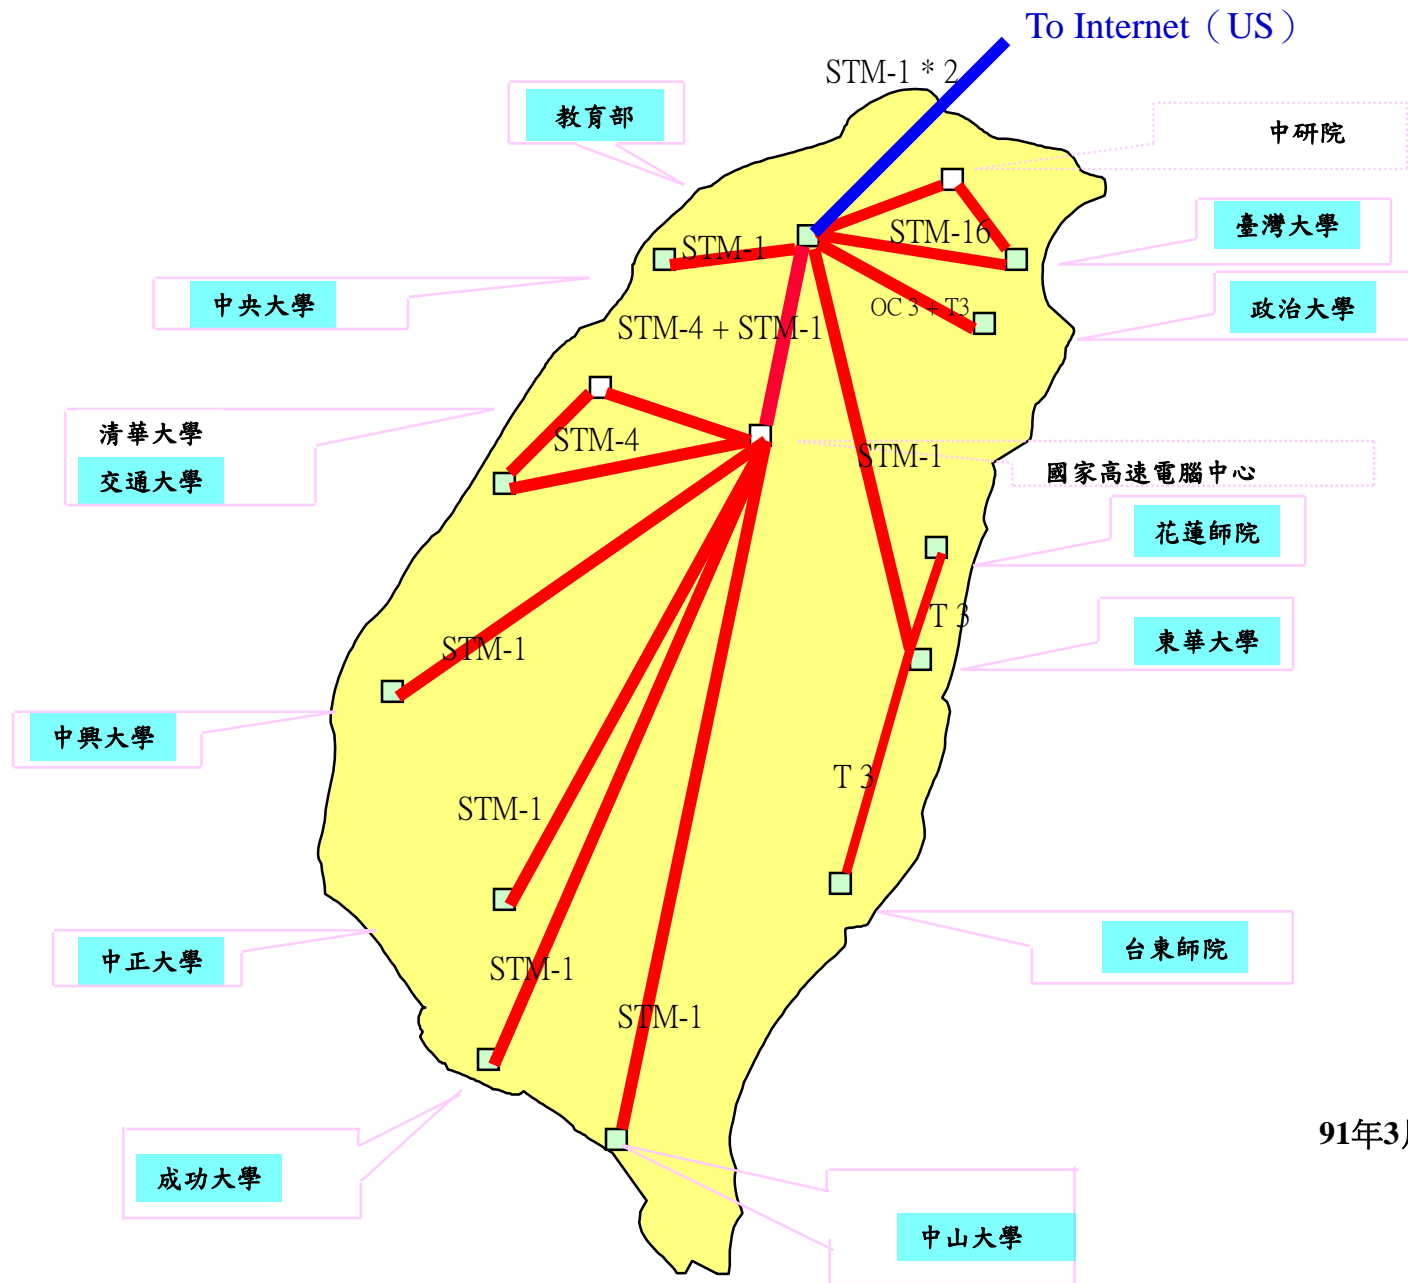 To Internet（US）
STM-1 * 2
教育部
中研院
臺灣大學
STM-16
STM-1
中央大學
政治大學
OC 3 + T3
STM-4 + STM-1
清華大學
STM-4
STM-1
交通大學
國家高速電腦中心
花蓮師院
T 3
東華大學
STM-1
中興大學
T 3
STM-1
中正大學
台東師院
STM-1
STM-1
91年3月
成功大學
中山大學